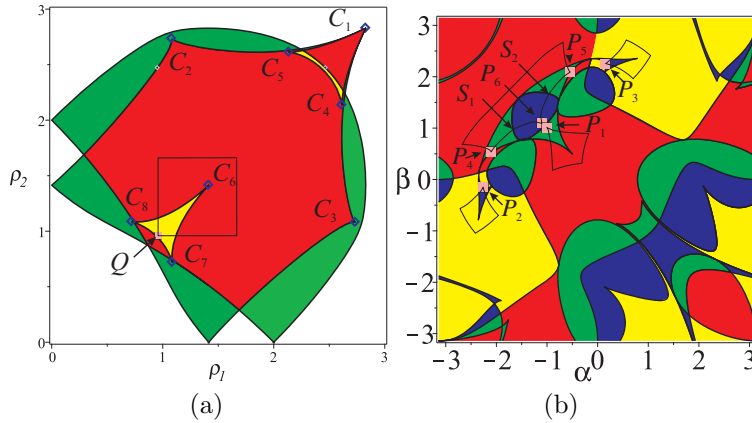 C1
C5
C2
C4
C6
C8
C3
Q
C7
ρ2
ρ1
0 1 2 3
0 1 2 3
(a)
S2 P5
P6 P3
S1
P1
P4
P2
β
α
3 2 1 0 −1 −2 −3
−3 −2 −1 0 1 2 3
(b)